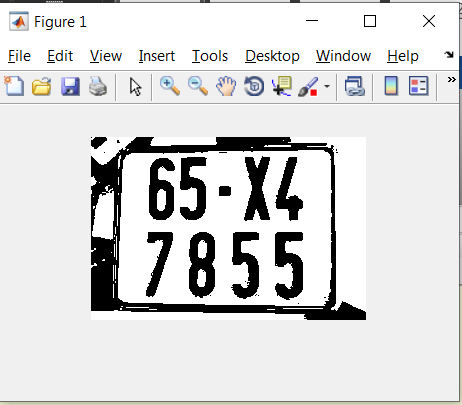 Figure 1
File Edit View Insert Tools Desktop Window Help
65-X4
7855